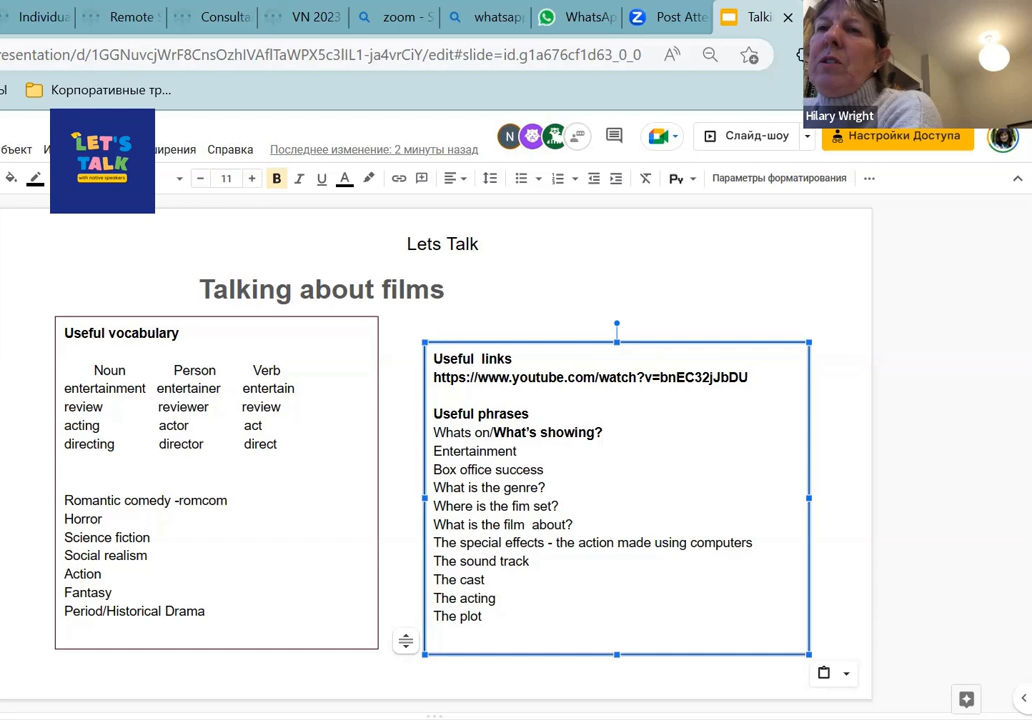 Individua
Remote
Consulta
VN 2023
zoom - S
whatsap
WhatsAp
Post Atte
Talki
esentation/d/1GGNuvcjWrF8CnsOzhIVAflTaWPX5c3lIL1-ja4vrCiY/edit#slide=id.g1a676cf1d63_0_0
Корпоративные тр...
Hilary Wright
LET'S
TALK
with native speakers
бъект
ирения
Справка
Последнее изменение: 2 минуты назад
N
Слайд-шоу
Настройки Доступа
11
B
I
U
A
Параметры форматирования
Lets Talk
Talking about films
Useful vocabulary
Noun Person Verb
entertainment entertainer entertain
review reviewer review
acting actor act
directing director direct
Romantic comedy -romcom
Horror
Science fiction
Social realism
Action
Fantasy
Period/Historical Drama
Useful links
https://www.youtube.com/watch?v=bnEC32jJbDU
Useful phrases
Whats on/What's showing?
Entertainment
Box office success
What is the genre?
Where is the fim set?
What is the film about?
The special effects - the action made using computers
The sound track
The cast
The acting
The plot